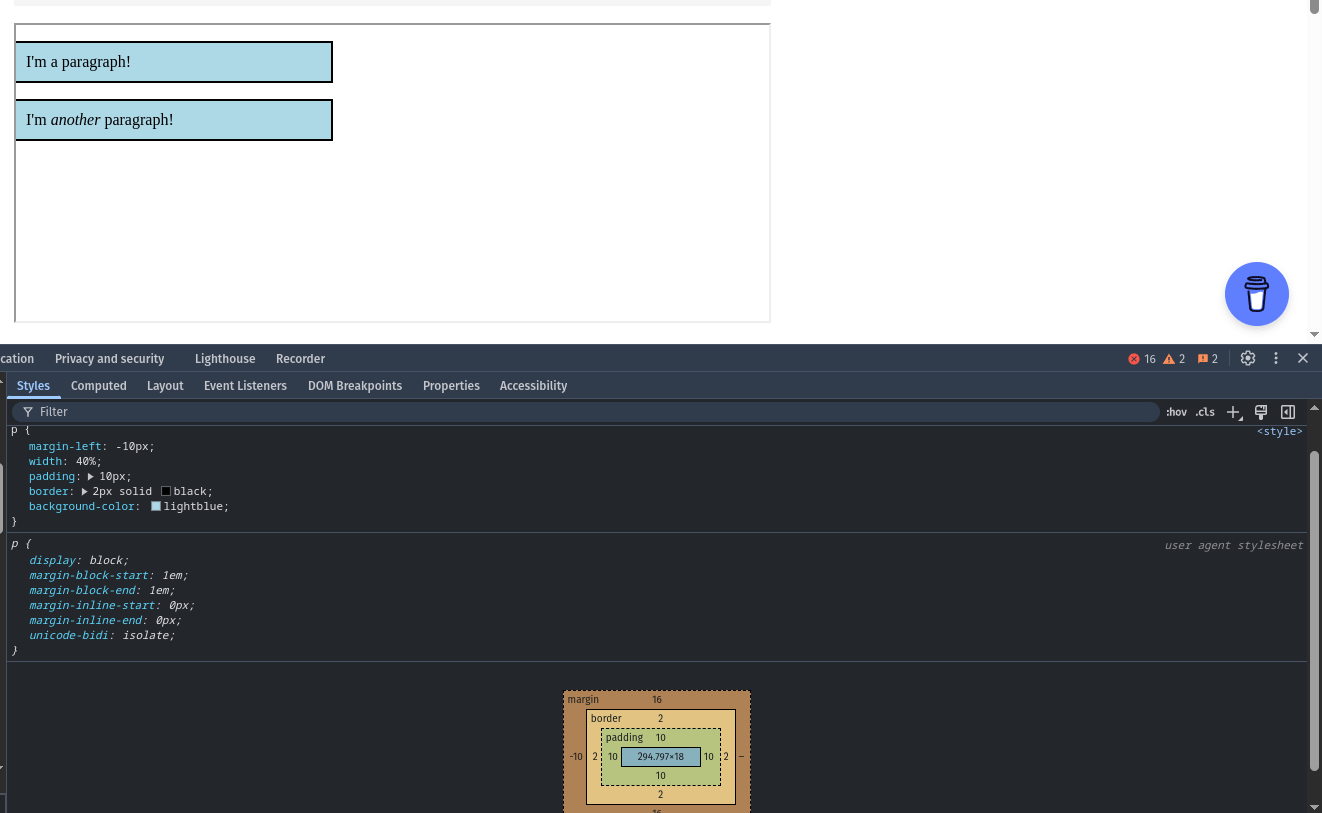 I'm a paragraph!
I'm another paragraph!
cation Privacy and security Lighthouse Recorder 16 2 2
Styles Computed Layout Event Listeners DOM Breakpoints Properties Accessibility
Filter :hov .cls
p { <style>
margin-left: -10px;
width: 40%;
padding: 10px;
border: 2px solid black;
background-color: lightblue;
}
p { user agent stylesheet
display: block;
margin-block-start: 1em;
margin-block-end: 1em;
margin-inline-start: 0px;
margin-inline-end: 0px;
unicode-bidi: isolate;
}
margin 16
border 2
padding 10
-10 2 10 294.797×18 10 2 –
10
2
16